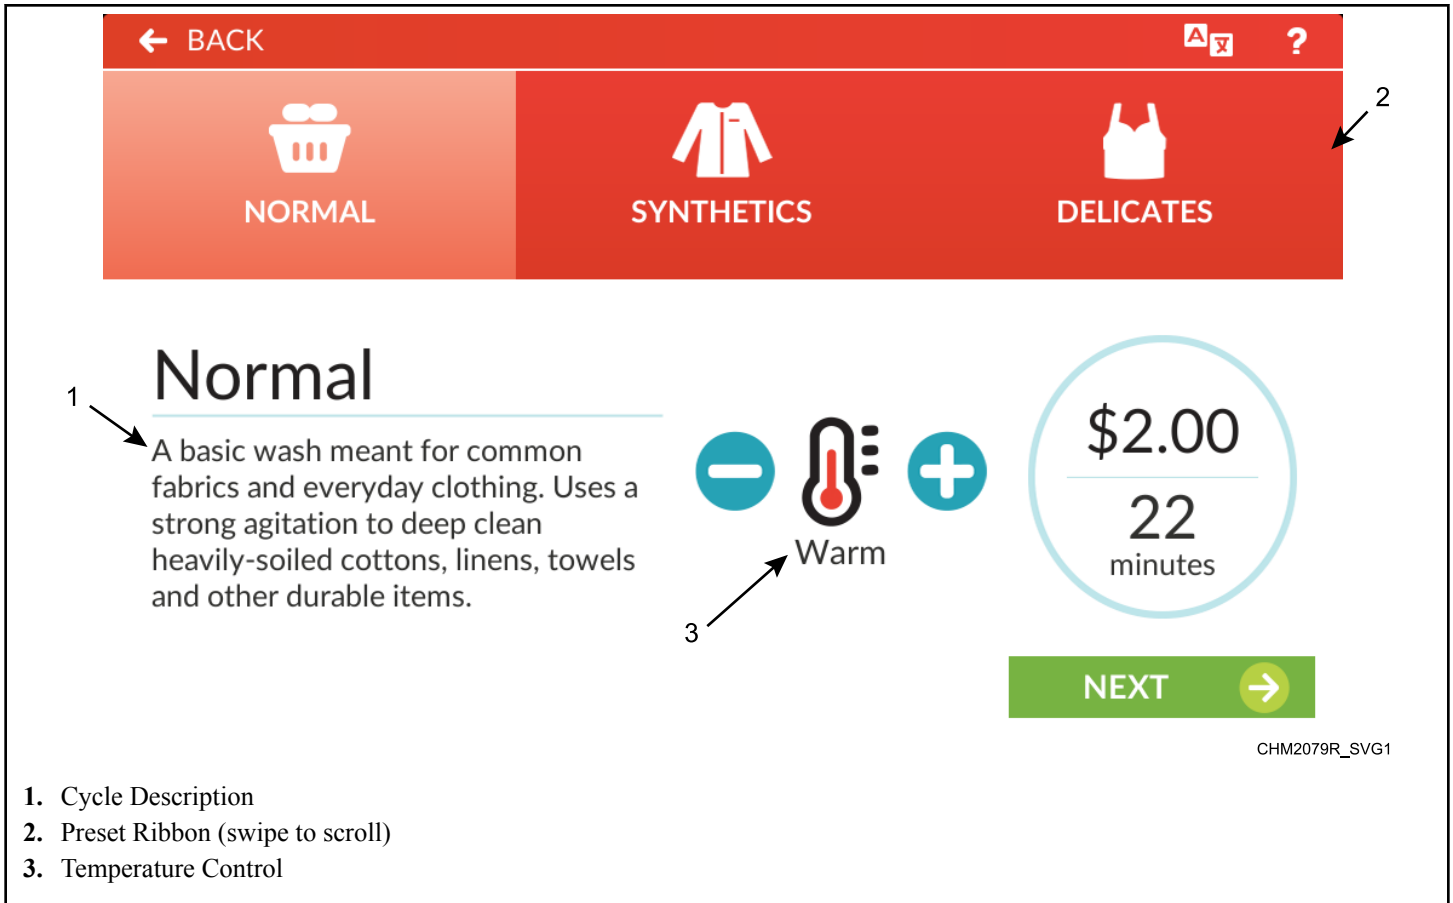 BACK
A 文 ?
NORMAL
SYNTHETICS
DELICATES
2
Normal
1
A basic wash meant for common
fabrics and everyday clothing. Uses a
strong agitation to deep clean
heavily-soiled cottons, linens, towels
and other durable items.
Warm
3
$2.00
22
minutes
NEXT
CHM2079R_SVG1
1. Cycle Description
2. Preset Ribbon (swipe to scroll)
3. Temperature Control